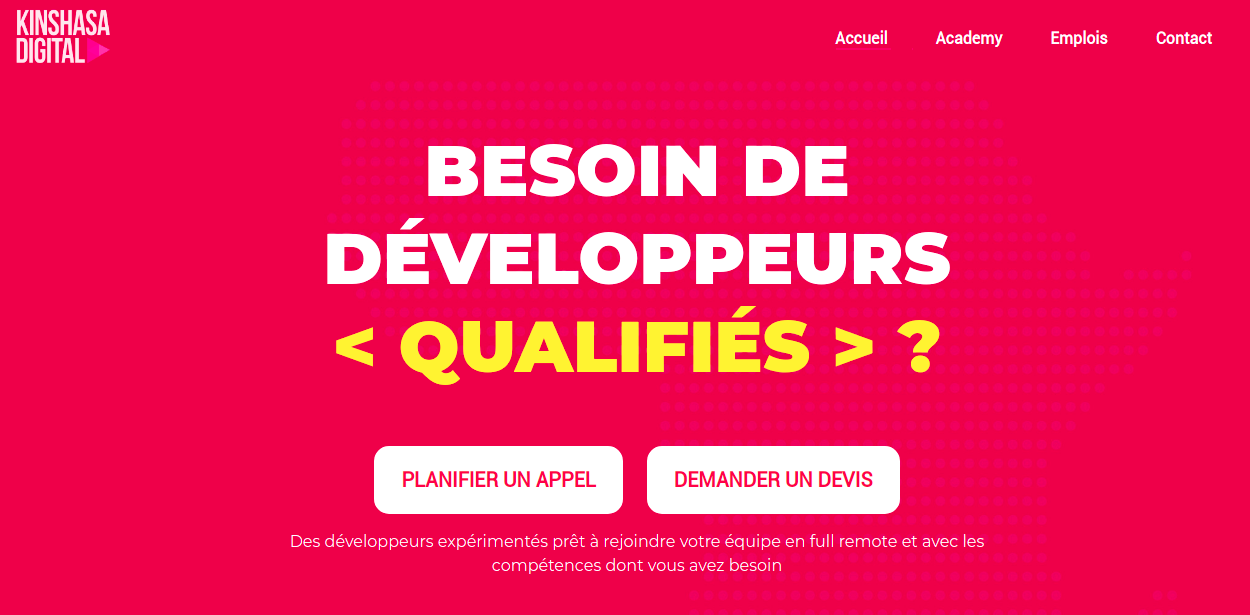 KINSHASA
DIGITAL
Accueil Academy Emplois Contact
BESOIN DE
DÉVELOPPEURS
< QUALIFIÉS > ?
PLANIFIER UN APPEL DEMANDER UN DEVIS
Des développeurs expérimentés prêt à rejoindre votre équipe en full remote et avec les
compétences dont vous avez besoin